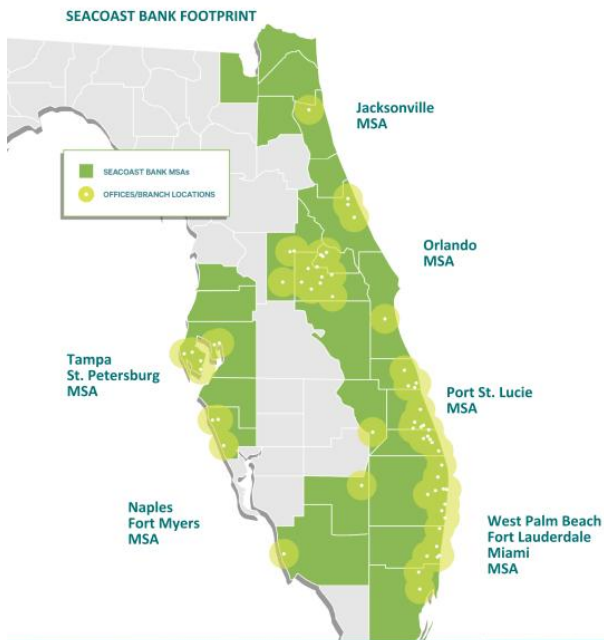 SEACOAST BANK FOOTPRINT
Jacksonville
MSA
SEACOAST BANK MSAs
OFFICES/BRANCH LOCATIONS
Orlando
MSA
Tampa
St. Petersburg
MSA
Port St. Lucie
MSA
Naples
Fort Myers
MSA
West Palm Beach
Fort Lauderdale
Miami
MSA